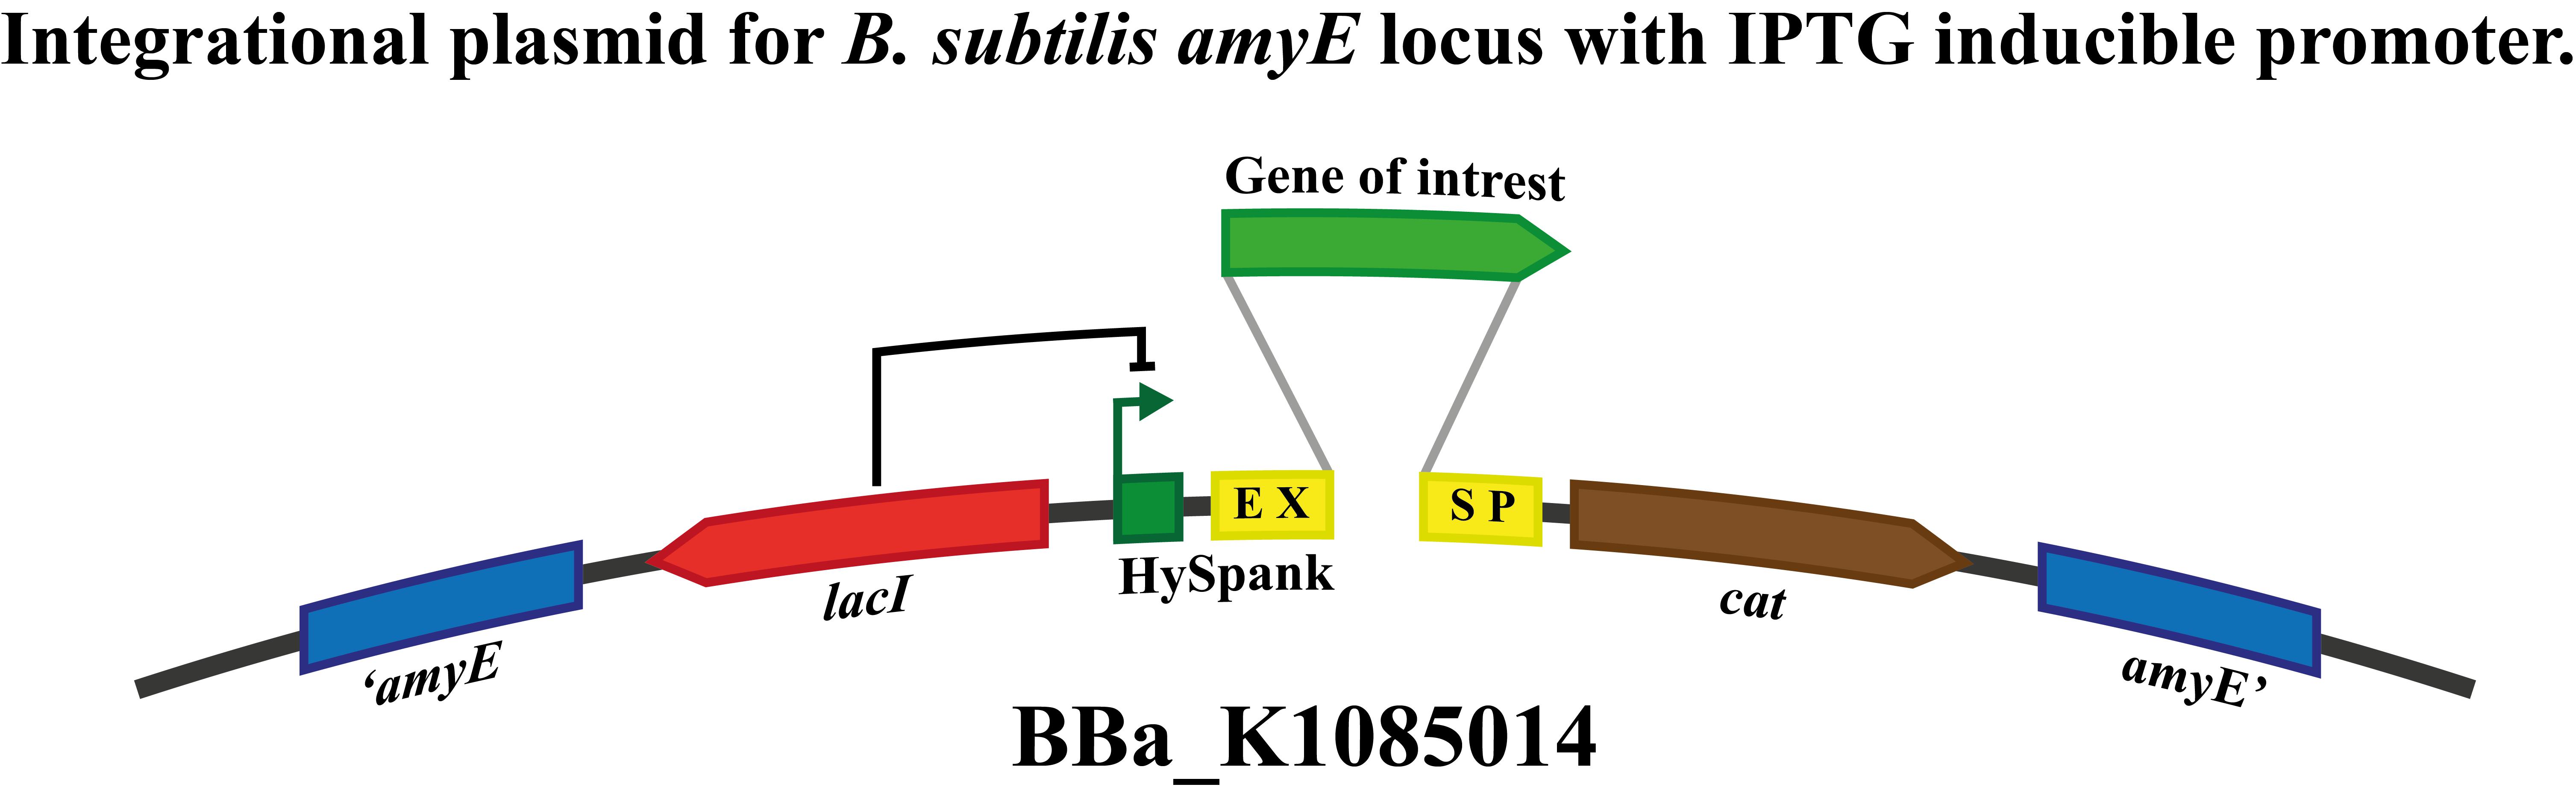 Integrational plasmid for B. subtilis amyE locus with IPTG inducible promoter.
Gene of intrest
E X
S P
HySpank
lacI
cat
‘amyE
amyE’
BBa_K1085014